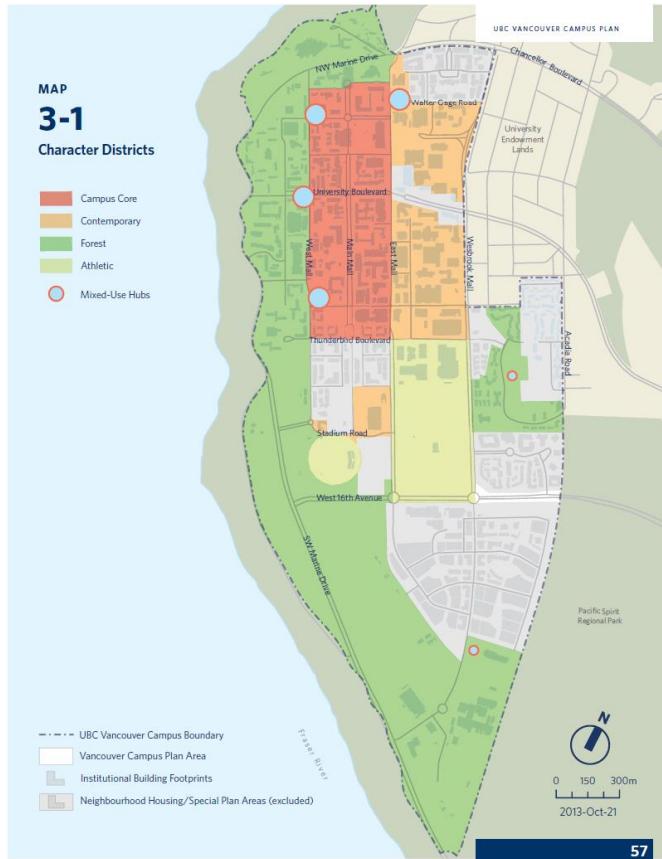 UBC VANCOUVER CAMPUS PLAN
MAP
3-1
Character Districts
Campus Core
Contemporary
Forest
Athletic
Mixed-Use Hubs
NW Marine Drive
Chancellor Boulevard
Walter Gage Road
University
Endowment
Lands
University Boulevard
West Mall
Main Mall
East Mall
Wesbrook Mall
Thunderbird Boulevard
Acadia Road
Stadium Road
West 16th Avenue
SW Marine Drive
Pacific Spirit
Regional Park
Fraser River
UBC Vancouver Campus Boundary
Vancouver Campus Plan Area
Institutional Building Footprints
Neighbourhood Housing/Special Plan Areas (excluded)
N
0 150 300m
2013-Oct-21
57